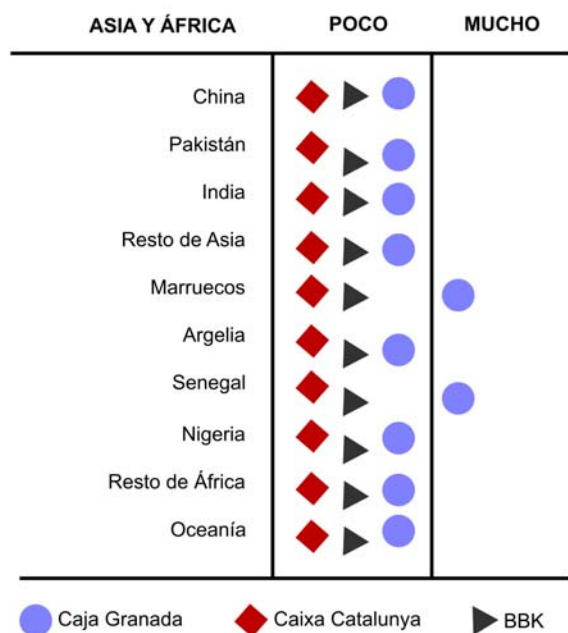 ASIA Y ÁFRICA POCO MUCHO
China
Pakistán
India
Resto de Asia
Marruecos
Argelia
Senegal
Nigeria
Resto de África
Oceanía
Caja Granada Caixa Catalunya BBK